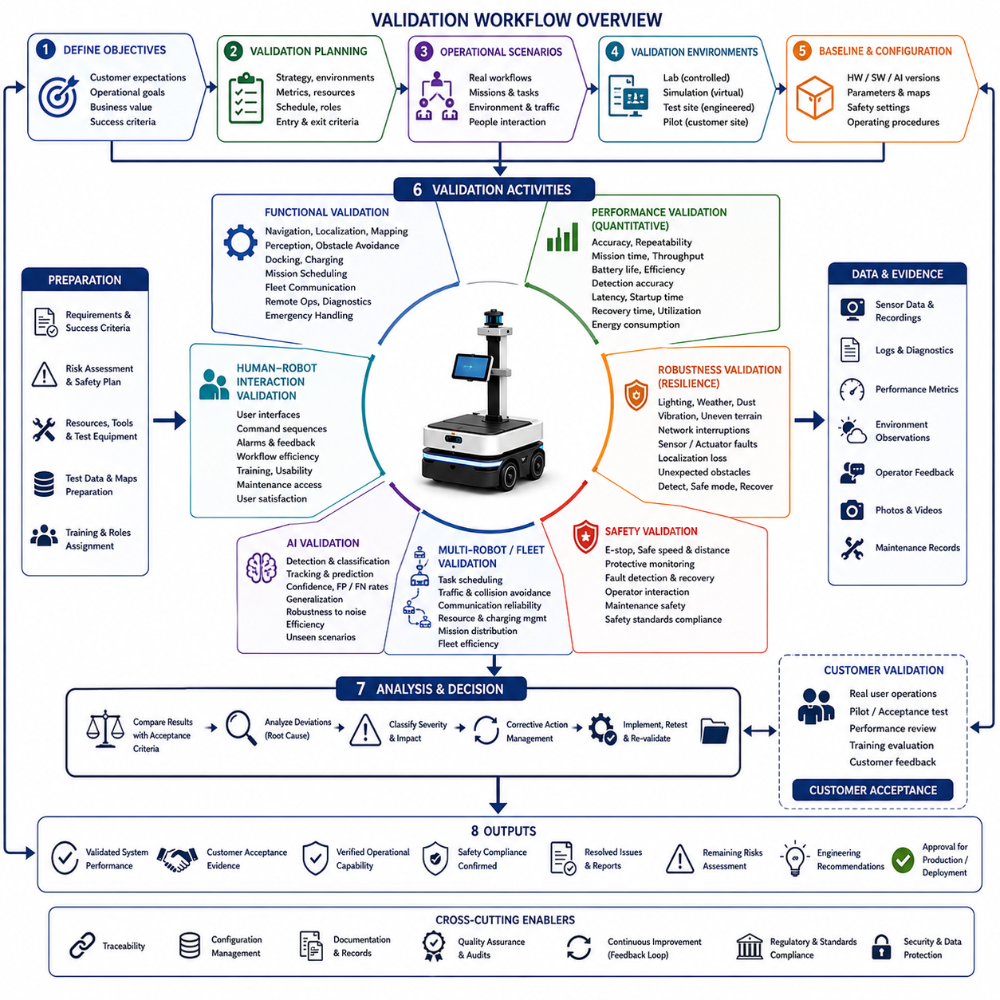 VALIDATION WORKFLOW OVERVIEW
1 DEFINE OBJECTIVES
Customer expectations
Operational goals
Business value
Success criteria
2 VALIDATION PLANNING
Strategy, environments
Metrics, resources
Schedule, roles
Entry & exit criteria
3 OPERATIONAL SCENARIOS
Real workflows
Missions & tasks
Environment & traffic
People interaction
4 VALIDATION ENVIRONMENTS
Lab (controlled)
Simulation (virtual)
Test site (engineered)
Pilot (customer site)
5 BASELINE & CONFIGURATION
HW / SW / AI versions
Parameters & maps
Safety settings
Operating procedures
6 VALIDATION ACTIVITIES
FUNCTIONAL VALIDATION
Navigation, Localization, Mapping
Perception, Obstacle Avoidance
Docking, Charging
Mission Scheduling
Fleet Communication
Remote Ops, Diagnostics
Emergency Handling
PERFORMANCE VALIDATION
(QUANTITATIVE)
Accuracy, Repeatability
Mission time, Throughput
Battery life, Efficiency
Detection accuracy
Latency, Startup time
Recovery time, Utilization
Energy consumption
PREPARATION
Requirements &
Success Criteria
Risk Assessment
& Safety Plan
Resources, Tools
& Test Equipment
Test Data & Maps
Preparation
Training & Roles
Assignment
HUMAN–ROBOT
INTERACTION
VALIDATION
User interfaces
Command sequences
Alarms & feedback
Workflow efficiency
Training, Usability
Maintenance access
User satisfaction
ROBUSTNESS VALIDATION
(RESILIENCE)
Lighting, Weather, Dust
Vibration, Uneven terrain
Network interruptions
Sensor / Actuator faults
Localization loss
Unexpected obstacles
Detect, Safe mode, Recover
DATA & EVIDENCE
Sensor Data &
Recordings
Logs & Diagnostics
Performance Metrics
Environment
Observations
Operator Feedback
Photos & Videos
Maintenance Records
AI VALIDATION
Detection & classification
Tracking & prediction
Confidence, FP / FN rates
Generalization
Robustness to noise
Efficiency
Unseen scenarios
MULTI-ROBOT / FLEET
VALIDATION
Task scheduling
Traffic & collision avoidance
Communication reliability
Resource & charging mgmt
Mission distribution
Fleet efficiency
SAFETY VALIDATION
E-stop, Safe speed & distance
Protective monitoring
Fault detection & recovery
Operator interaction
Maintenance safety
Safety standards compliance
7 ANALYSIS & DECISION
Compare Results
with Acceptance
Criteria
Analyze Deviations
(Root Cause)
Classify Severity
& Impact
Corrective Action
Management
Implement, Retest
& Re-validate
CUSTOMER VALIDATION
Real user operations
Pilot / Acceptance test
Performance review
Training evaluation
Customer feedback
CUSTOMER ACCEPTANCE
8 OUTPUTS
Validated System
Performance
Customer Acceptance
Evidence
Verified Operational
Capability
Safety Compliance
Confirmed
Resolved Issues
& Reports
Remaining Risks
Assessment
Engineering
Recommendations
Approval for
Production /
Deployment
CROSS-CUTTING ENABLERS
Traceability
Configuration
Management
Documentation
& Records
Quality Assurance
& Audits
Continuous Improvement
(Feedback Loop)
Regulatory & Standards
Compliance
Security & Data
Protection